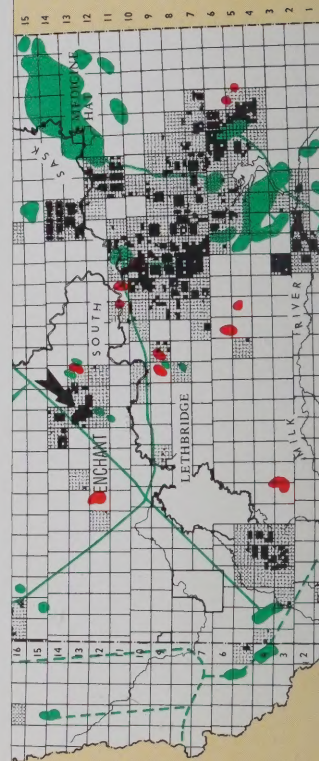 15 14 13 12 11 10 9 8 7 6 5 4 3 2 1
MEDICINE
HAT
SASK
SOUTH
ENCHANT
LETHBRIDGE
MILK RIVER
16 15 14 13 12 11 10 9 8 7 6 5 4 3 2